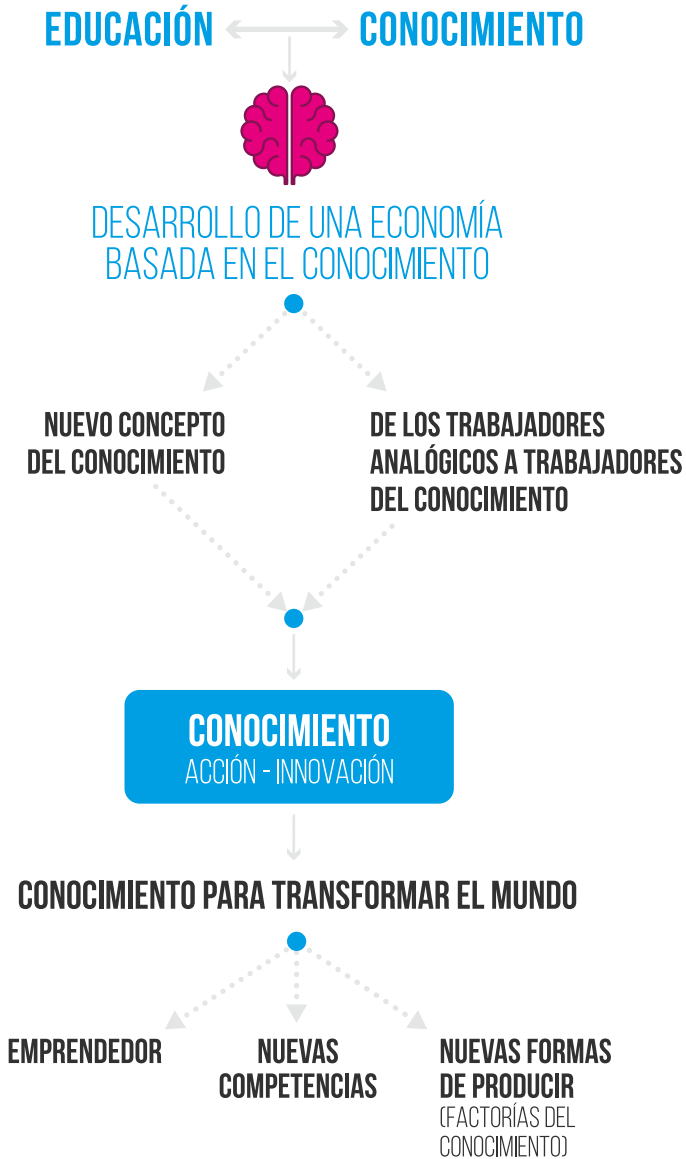 EDUCACIÓN
CONOCIMIENTO
DESARROLLO DE UNA ECONOMÍA
BASADA EN EL CONOCIMIENTO
NUEVO CONCEPTO
DEL CONOCIMIENTO
DE LOS TRABAJADORES
ANALÓGICOS A TRABAJADORES
DEL CONOCIMIENTO
CONOCIMIENTO
ACCIÓN - INNOVACIÓN
CONOCIMIENTO PARA TRANSFORMAR EL MUNDO
EMPRENDEDOR
NUEVAS
COMPETENCIAS
NUEVAS FORMAS
DE PRODUCIR
(FACTORÍAS DEL
CONOCIMIENTO)